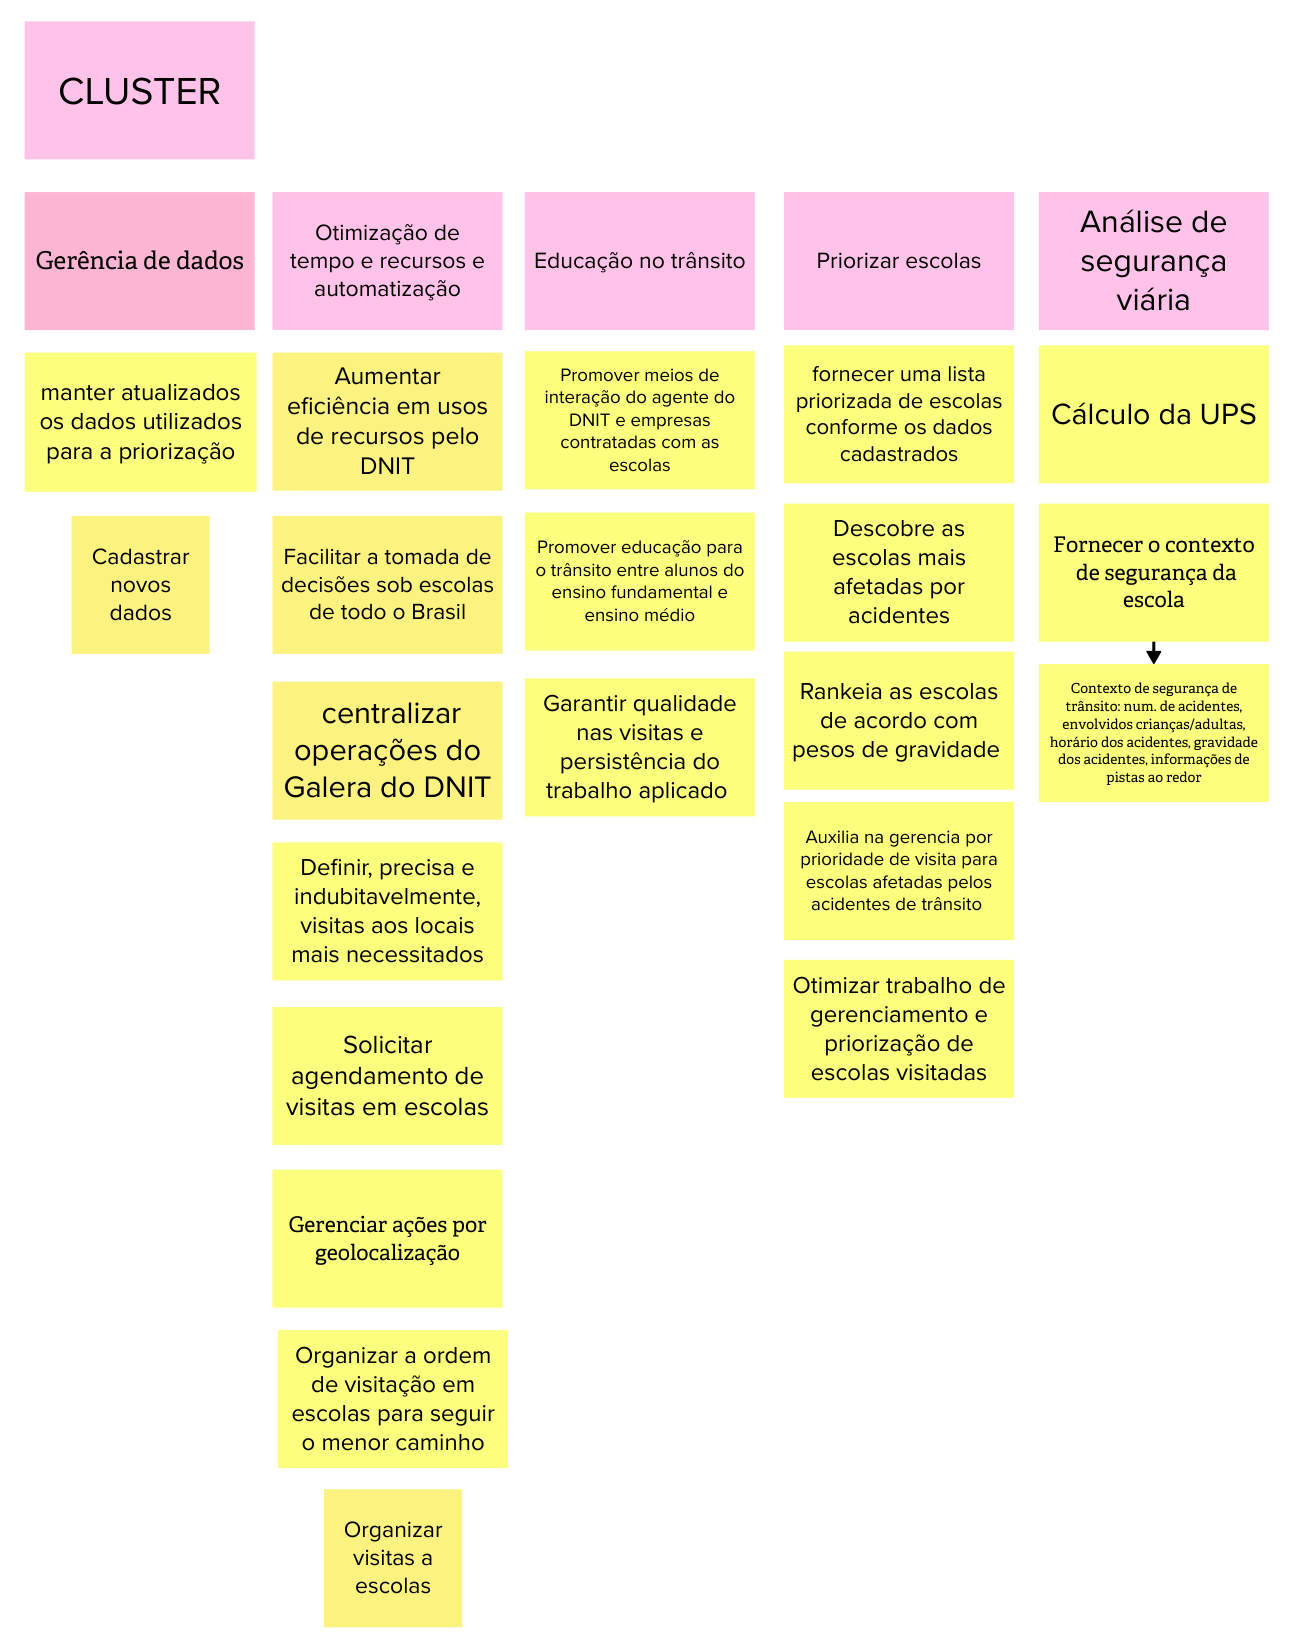 CLUSTER
Gerência de dados
manter atualizados
os dados utilizados
para a priorização
Cadastrar
novos
dados
Otimização de
tempo e recursos e
automatização
Aumentar
eficiência em usos
de recursos pelo
DNIT
Facilitar a tomada de
decisões sob escolas
de todo o Brasil
centralizar
operações do
Galera do DNIT
Definir, precisa e
indubitavelmente,
visitas aos locais
mais necessitados
Solicitar
agendamento de
visitas em escolas
Gerenciar ações por
geolocalização
Organizar a ordem
de visitação em
escolas para seguir
o menor caminho
Organizar
visitas a
escolas
Educação no trânsito
Promover meios de
interação do agente do
DNIT e empresas
contratadas com as
escolas
Promover educação para
o trânsito entre alunos do
ensino fundamental e
ensino médio
Garantir qualidade
nas visitas e
persistência do
trabalho aplicado
Priorizar escolas
fornecer uma lista
priorizada de escolas
conforme os dados
cadastrados
Descobre as
escolas mais
afetadas por
acidentes
Rankeia as escolas
de acordo com
pesos de gravidade
Auxilia na gerencia por
prioridade de visita para
escolas afetadas pelos
acidentes de trânsito
Otimizar trabalho de
gerenciamento e
priorização de
escolas visitadas
Análise de
segurança
viária
Cálculo da UPS
Fornecer o contexto
de segurança da
escola
Contexto de segurança de
trânsito: num. de acidentes,
envolvidos crianças/adultas,
horário dos acidentes, gravidade
dos acidentes, informações de
pistas ao redor